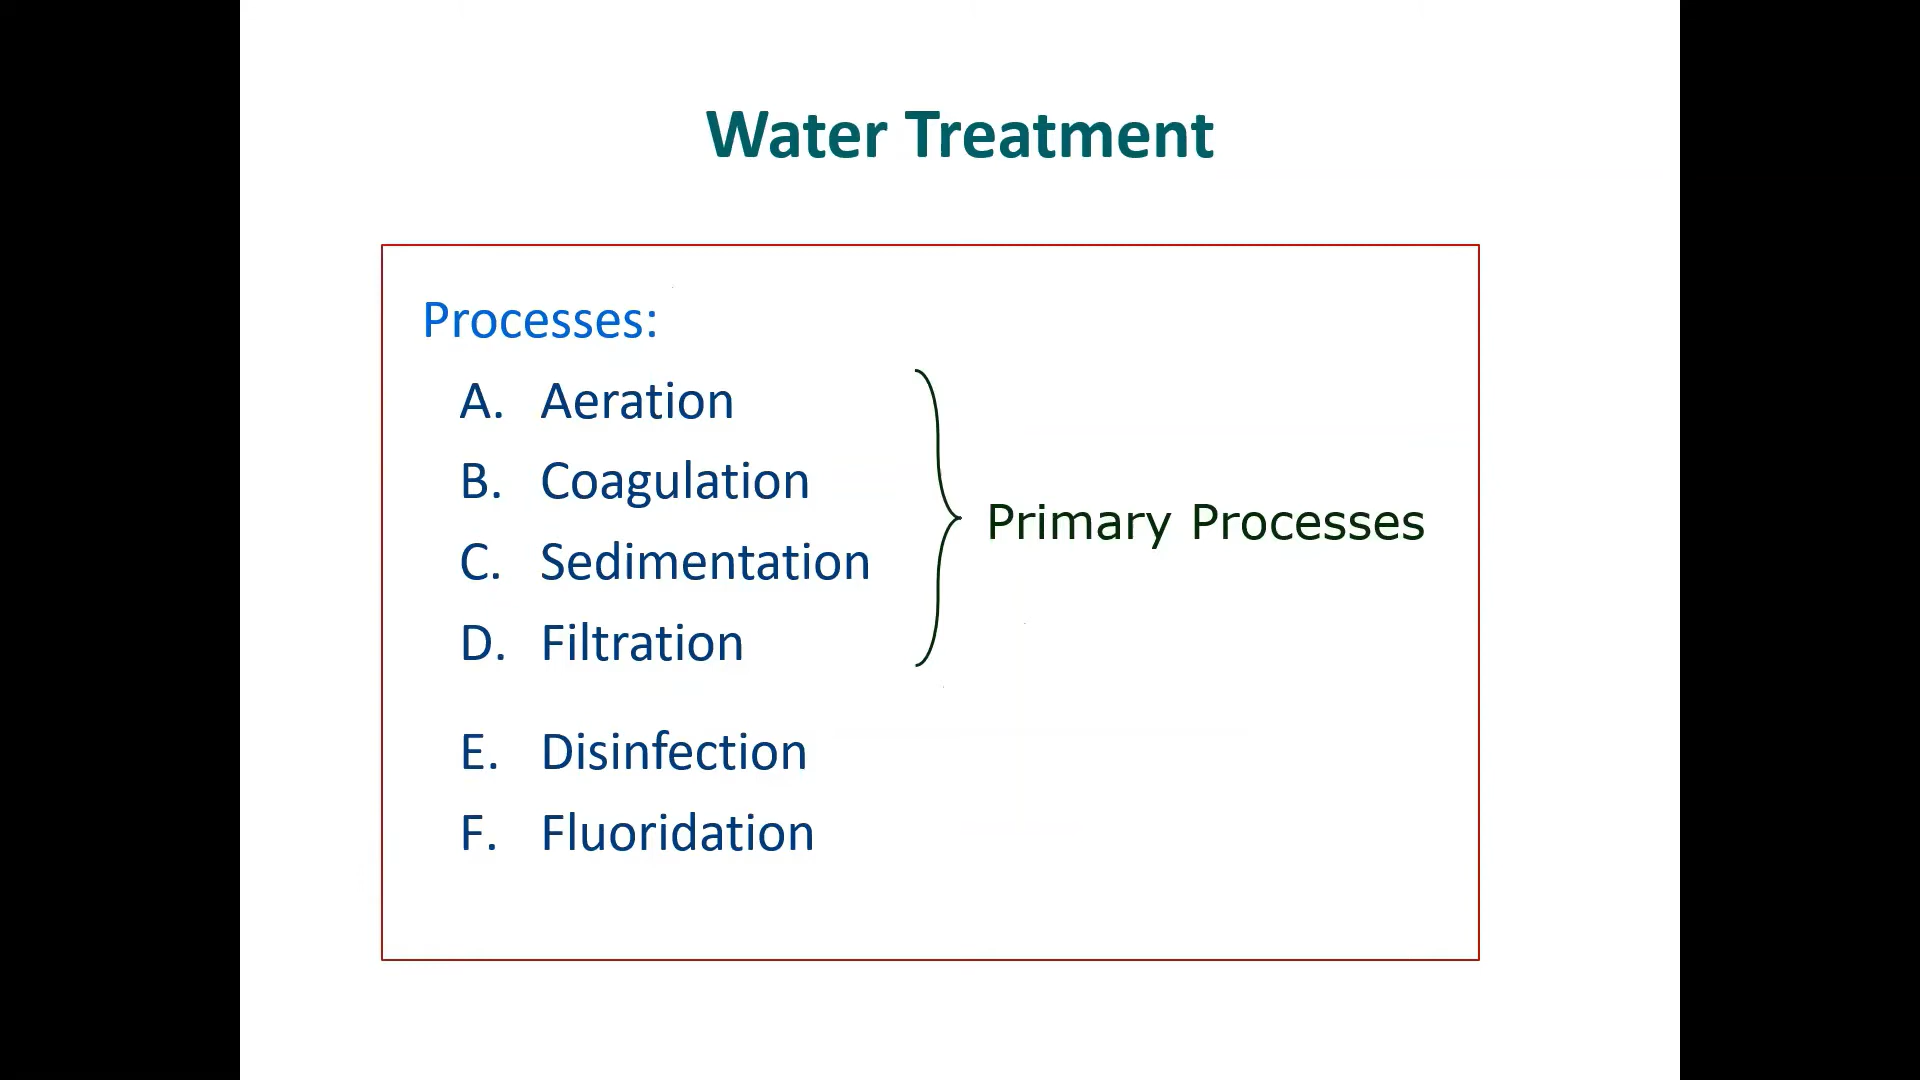 Water Treatment
Processes:
A. Aeration
B. Coagulation
C. Sedimentation
D. Filtration
Primary Processes
E. Disinfection
F. Fluoridation